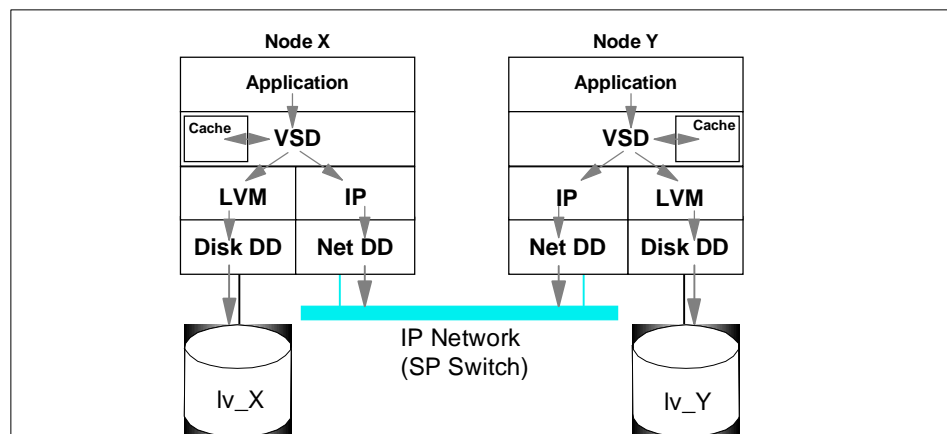 Node X
Node Y
Application
Application
Cache
VSD
VSD
Cache
LVM
IP
IP
LVM
Disk DD
Net DD
Net DD
Disk DD
IP Network
(SP Switch)
lv_X
lv_Y